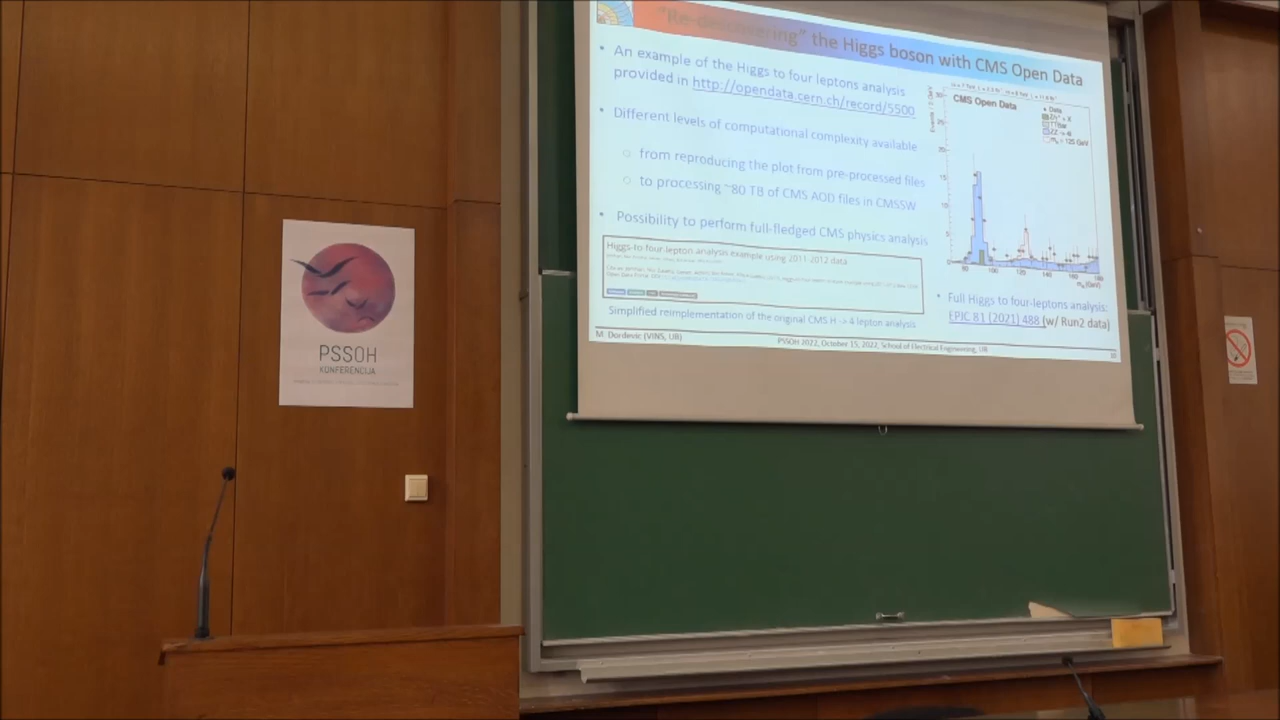 "Re-discovering" the Higgs boson with CMS Open Data
An example of the Higgs to four leptons analysis
provided in http://opendata.cern.ch/record/5500
Different levels of computational complexity available
from reproducing the plot from pre-processed files
to processing ~80 TB of CMS AOD files in CMSSW
Possibility to perform full-fledged CMS physics analysis
Higgs-to-four-lepton analysis example using 2011-2012 data
Simplified reimplementation of the original CMS H -> 4 lepton analysis
CMS Open Data
Data
Full Higgs to four-leptons analysis:
EPJC 81 (2021) 488 (w/ Run2 data)
M. Dordevic (VINS, UB)
PSSOH 2022, October 15, 2022, School of Electrical Engineering, UB
PSSOH
KONFERENCIJA